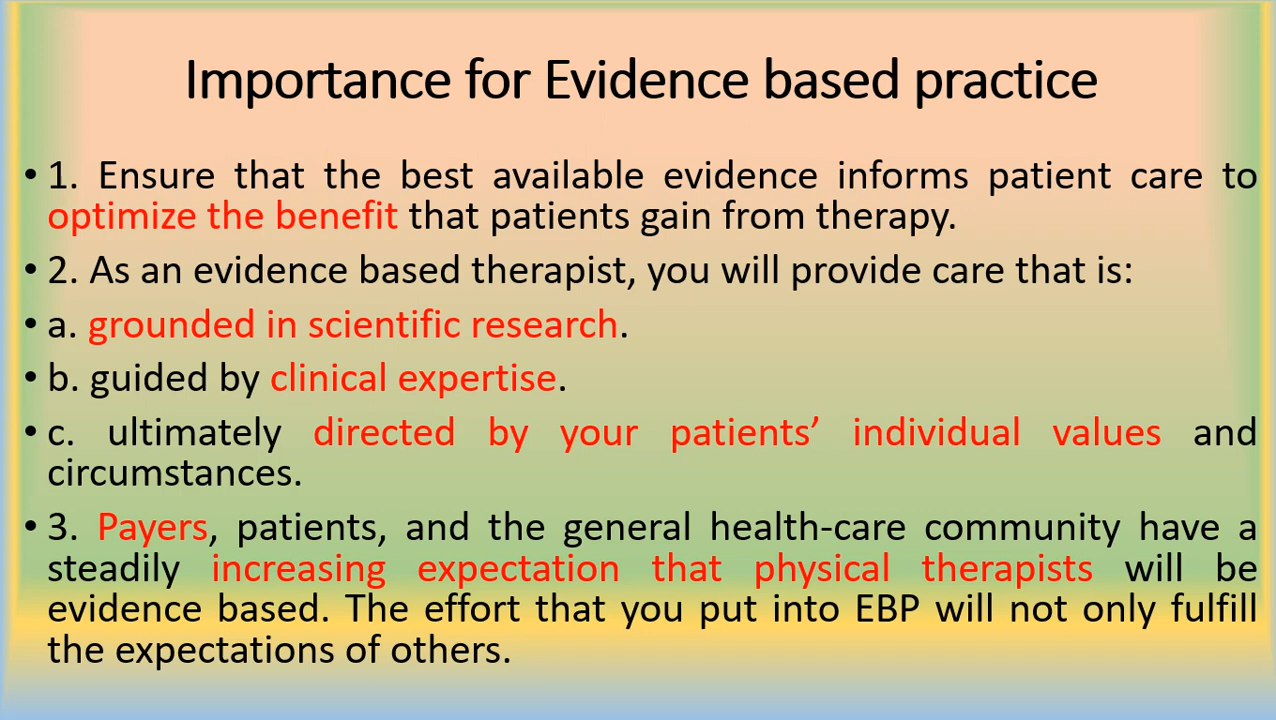 Importance for Evidence based practice
• 1. Ensure that the best available evidence informs patient care to
optimize the benefit that patients gain from therapy.
• 2. As an evidence based therapist, you will provide care that is:
• a. grounded in scientific research.
• b. guided by clinical expertise.
• c. ultimately directed by your patients’ individual values and
circumstances.
• 3. Payers, patients, and the general health-care community have a
steadily increasing expectation that physical therapists will be
evidence based. The effort that you put into EBP will not only fulfill
the expectations of others.